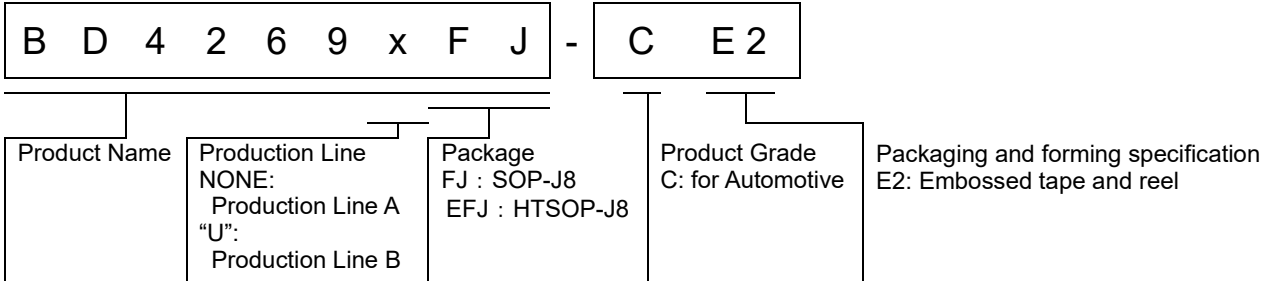 B D 4 2 6 9 x F J - C E 2
Product Name
Production Line
NONE:
Production Line A
“U”:
Production Line B
Package
FJ : SOP-J8
EFJ : HTSOP-J8
Product Grade
C: for Automotive
Packaging and forming specification
E2: Embossed tape and reel